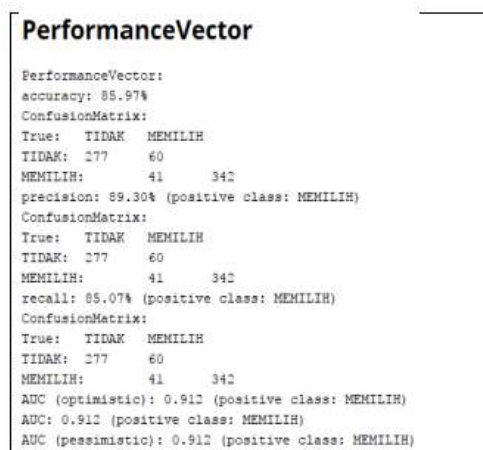 PerformanceVector
PerformanceVector:
accuracy: 85.97%
ConfusionMatrix:
True: TIDAK MEMILIH
TIDAK: 277 60
MEMILIH: 41 342
precision: 89.30% (positive class: MEMILIH)
ConfusionMatrix:
True: TIDAK MEMILIH
TIDAK: 277 60
MEMILIH: 41 342
recall: 85.07% (positive class: MEMILIH)
ConfusionMatrix:
True: TIDAK MEMILIH
TIDAK: 277 60
MEMILIH: 41 342
AUC (optimistic): 0.912 (positive class: MEMILIH)
AUC: 0.912 (positive class: MEMILIH)
AUC (pessimistic): 0.912 (positive class: MEMILIH)